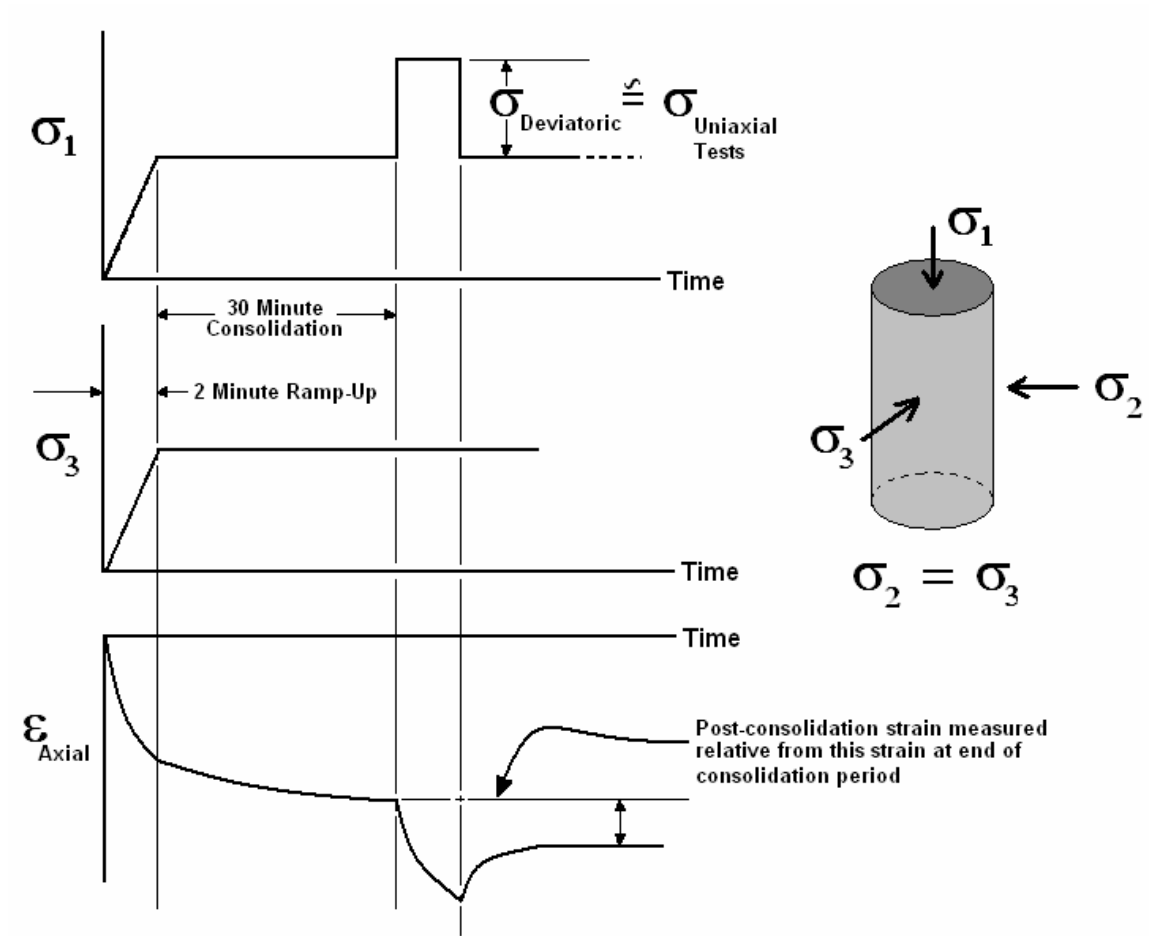 σ1
σDeviatoric ≅ σUniaxial
Tests
Time
30 Minute
Consolidation
2 Minute Ramp-Up
σ3
Time
Time
εAxial
Post-consolidation strain measured
relative from this strain at end of
consolidation period
σ1
σ2
σ3
σ2 = σ3